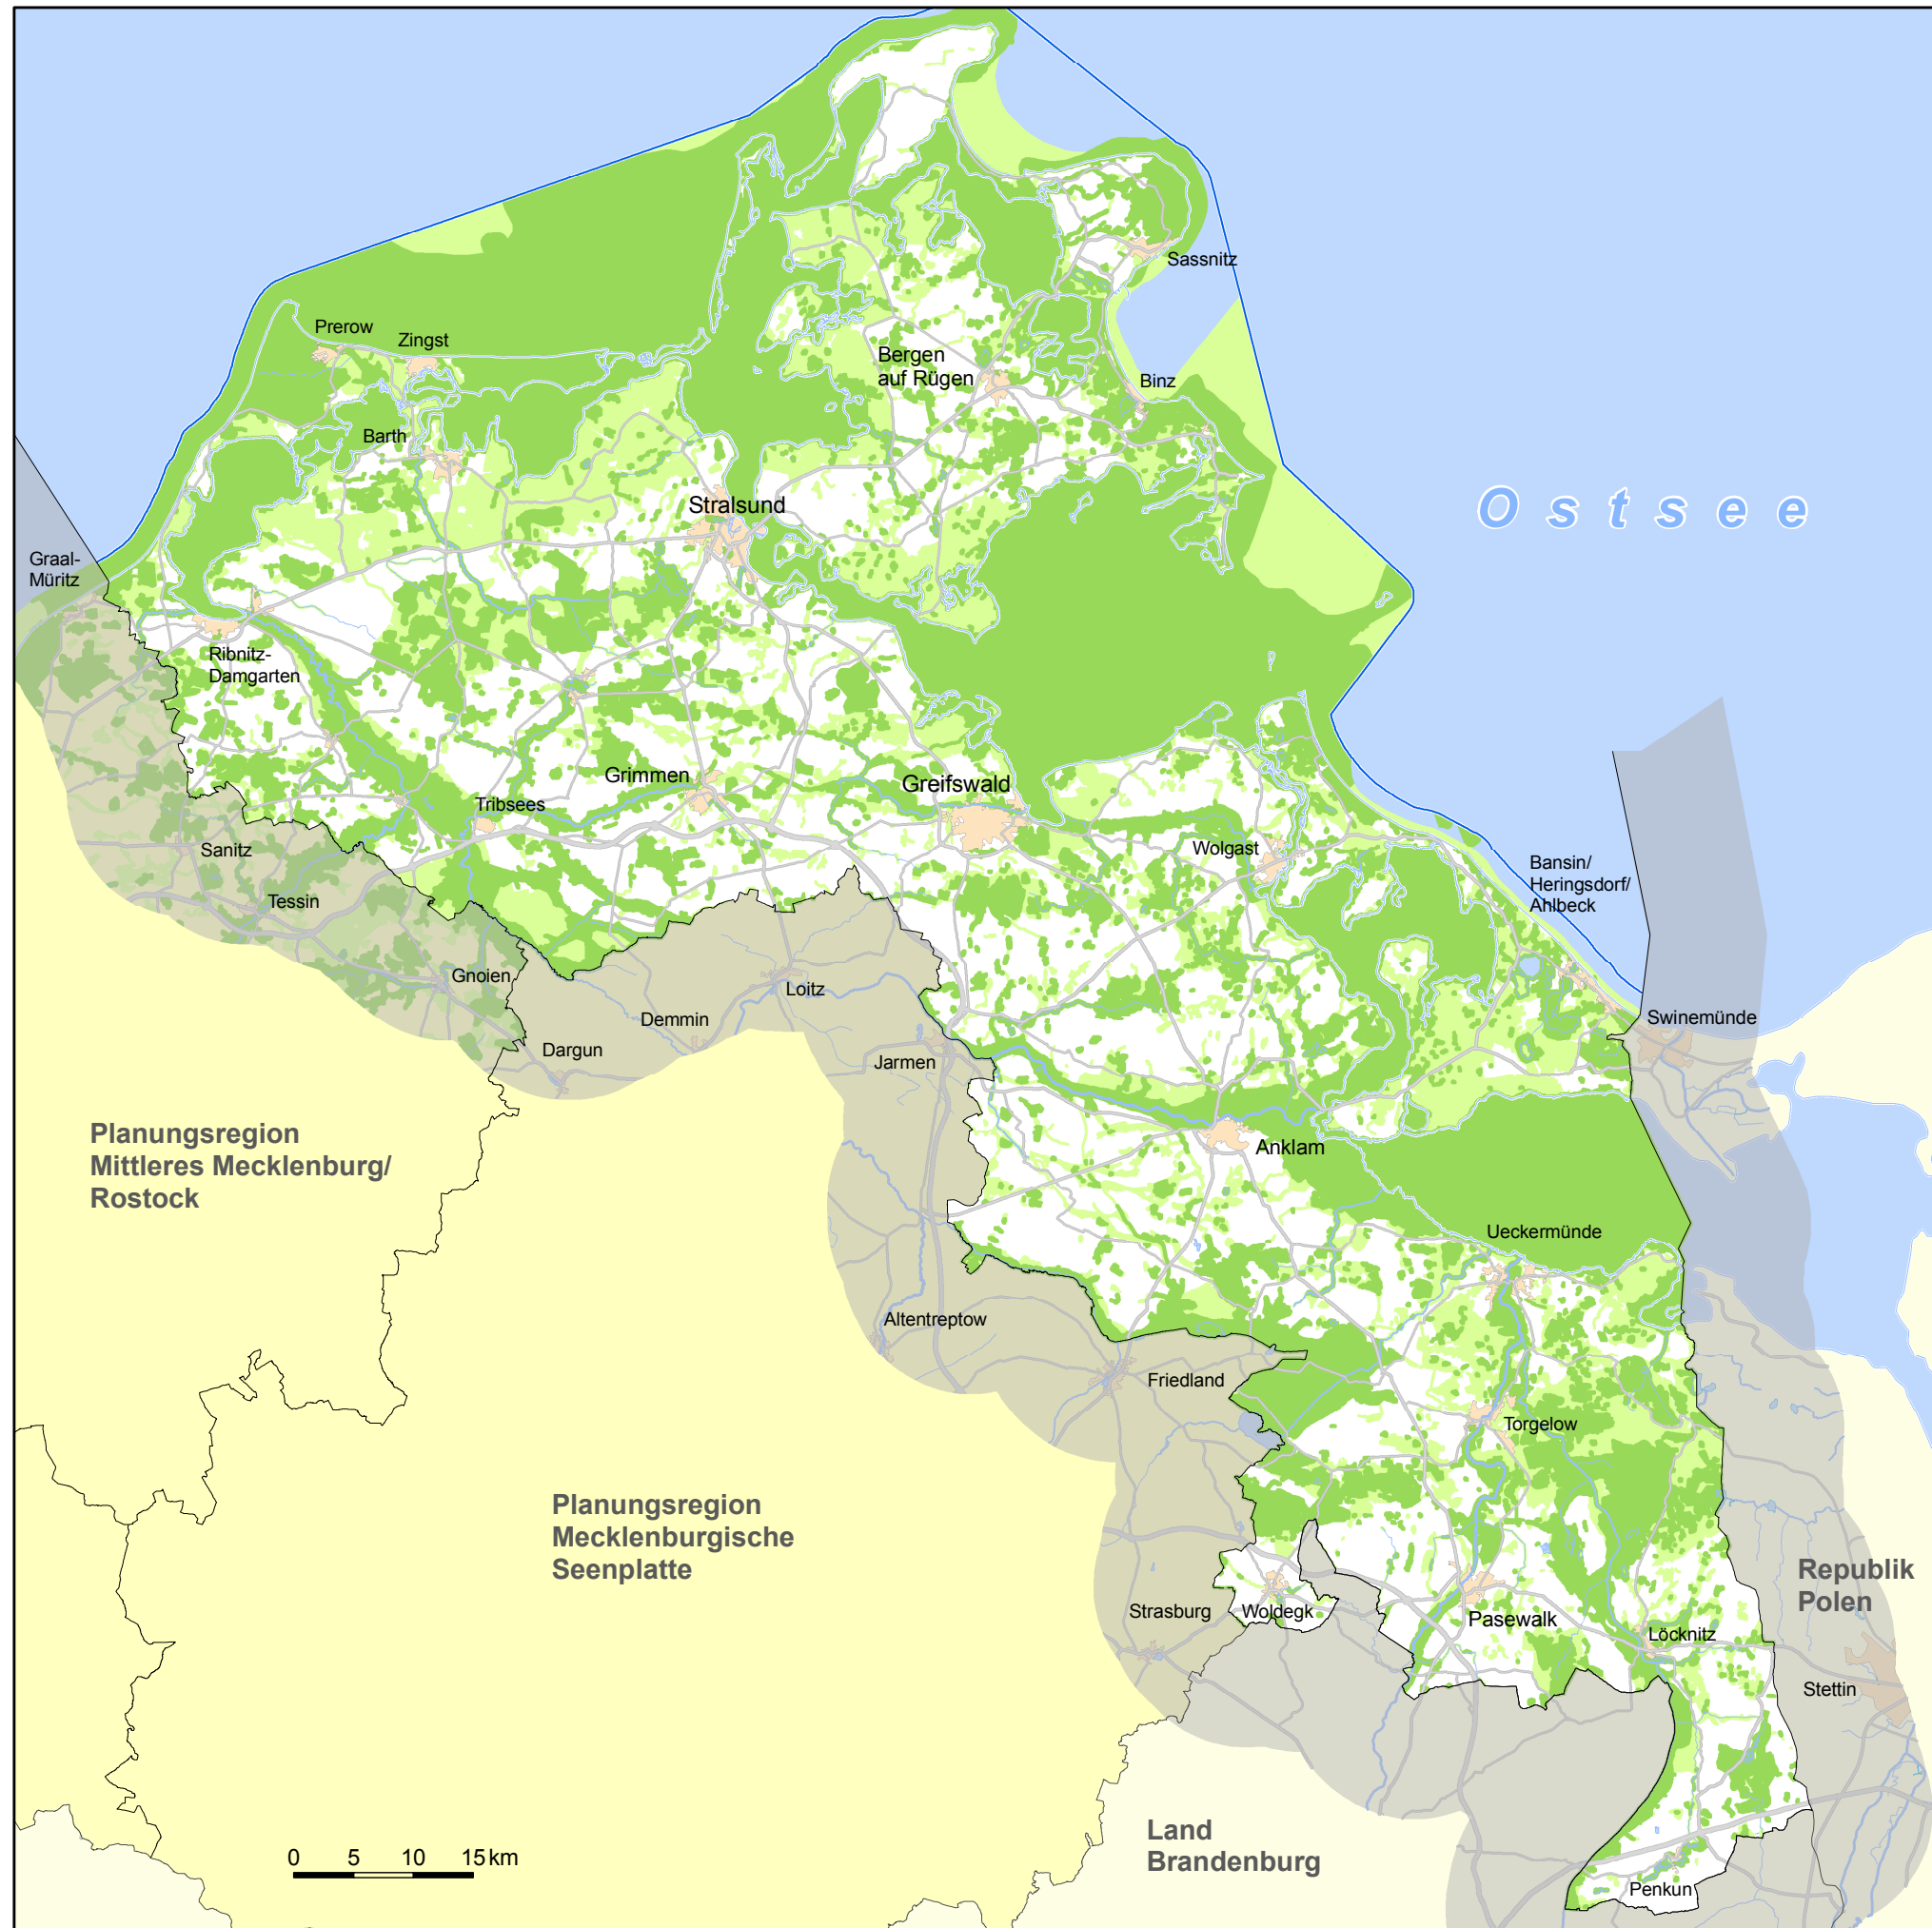 Sassnitz
Prerow
Zingst
Bergen
auf Rügen
Binz
Barth
Stralsund
Ostsee
Graal-
Müritz
Ribnitz-
Damgarten
Grimmen
Greifswald
Tribsees
Sanitz
Wolgast
Bansin/
Heringsdorf/
Ahlbeck
Tessin
Gnoien
Loitz
Demmin
Swinemünde
Dargun
Jarmen
Planungsregion
Mittleres Mecklenburg/
Rostock
Anklam
Ueckermünde
Altentreptow
Friedland
Torgelow
Planungsregion
Mecklenburgische
Seenplatte
Republik
Polen
Strasburg
Woldegk
Pasewalk
Löcknitz
Stettin
Land
Brandenburg
0 5 10 15 km
Penkun